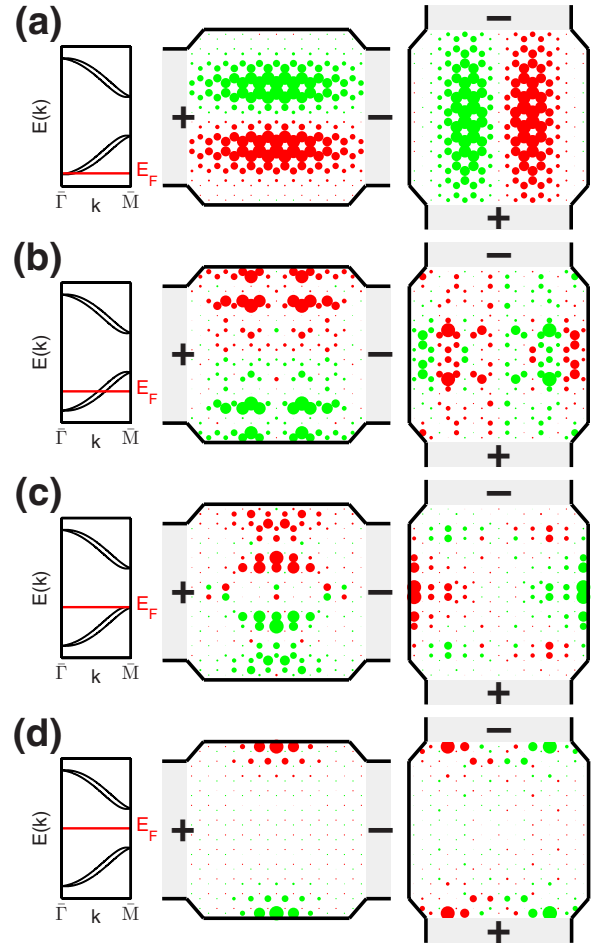 (a)
E(k)
E_F
Γ̄ k M̄
+ −
−
+
(b)
E(k)
E_F
Γ̄ k M̄
+ −
−
+
(c)
E(k)
E_F
Γ̄ k M̄
+ −
−
+
(d)
E(k)
E_F
Γ̄ k M̄
+ −
−
+